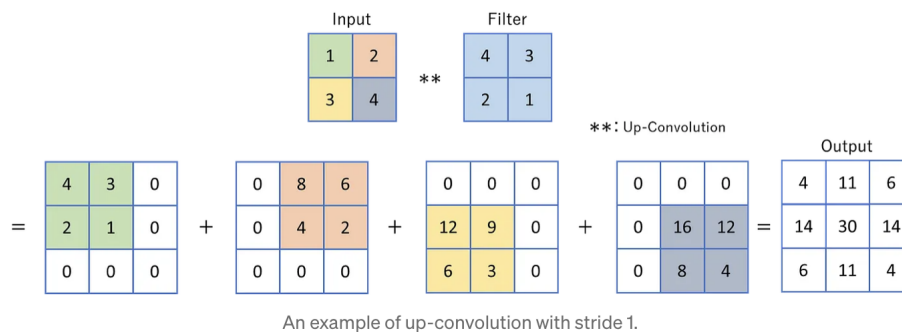 Input Filter
1 2 4 3
**
3 4 2 1
**: Up-Convolution
Output
4 3 0 0 8 6 0 0 0 0 0 0 4 11 6
= 2 1 0 + 0 4 2 + 12 9 0 + 0 16 12 = 14 30 14
0 0 0 0 0 0 6 3 0 0 8 4 6 11 4
An example of up-convolution with stride 1.